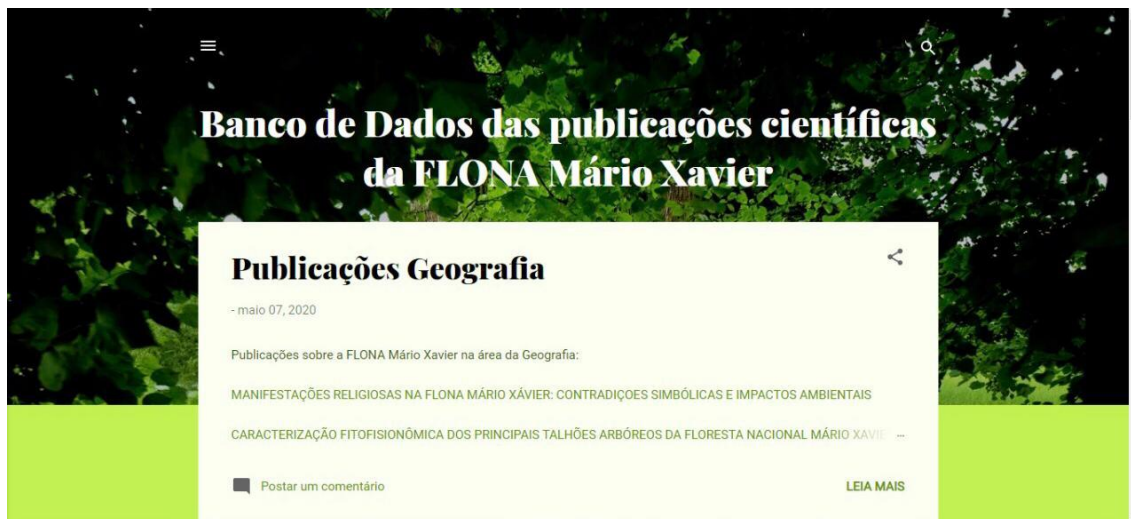 Banco de Dados das publicações científicas
da FLONA Mário Xavier
Publicações Geografia
- maio 07, 2020
Publicações sobre a FLONA Mário Xavier na área da Geografia:
MANIFESTAÇÕES RELIGIOSAS NA FLONA MÁRIO XÁVIER: CONTRADIÇOES SIMBÓLICAS E IMPACTOS AMBIENTAIS
CARACTERIZAÇÃO FITOFISIONÔMICA DOS PRINCIPAIS TALHÕES ARBÓREOS DA FLORESTA NACIONAL MÁRIO XAVIE ...
Postar um comentário
LEIA MAIS